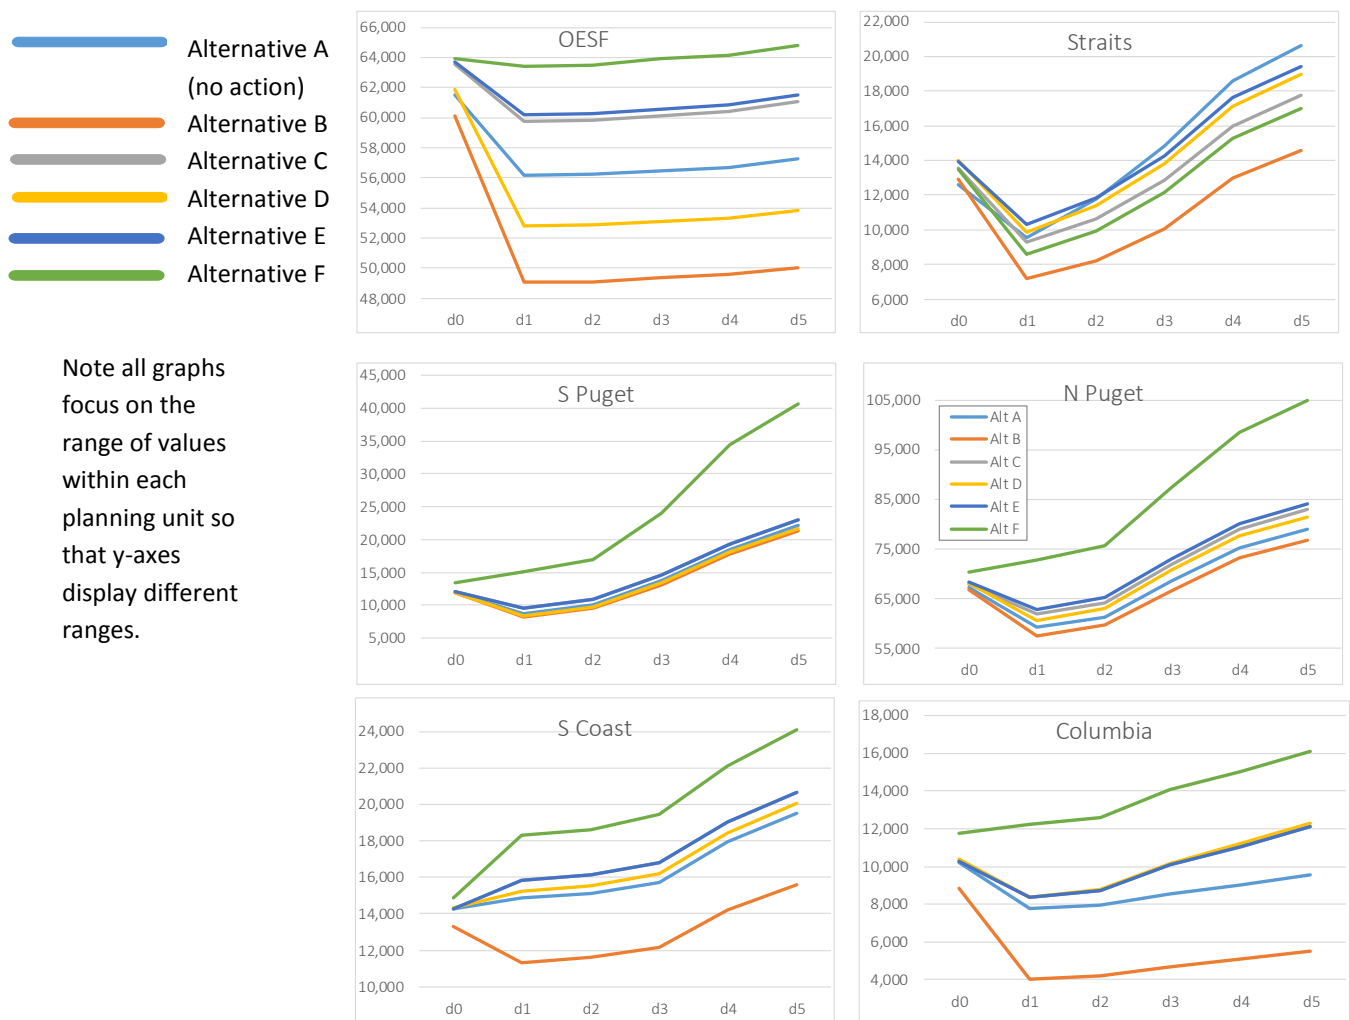 Alternative A
(no action)
Alternative B
Alternative C
Alternative D
Alternative E
Alternative F
Note all graphs
focus on the
range of values
within each
planning unit so
that y-axes
display different
ranges.
OESF
66,000
64,000
62,000
60,000
58,000
56,000
54,000
52,000
50,000
48,000
d0 d1 d2 d3 d4 d5
Straits
22,000
20,000
18,000
16,000
14,000
12,000
10,000
8,000
6,000
d0 d1 d2 d3 d4 d5
S Puget
45,000
40,000
35,000
30,000
25,000
20,000
15,000
10,000
5,000
d0 d1 d2 d3 d4 d5
N Puget
105,000
95,000
85,000
75,000
65,000
55,000
Alt A
Alt B
Alt C
Alt D
Alt E
Alt F
d0 d1 d2 d3 d4 d5
S Coast
24,000
22,000
20,000
18,000
16,000
14,000
12,000
10,000
d0 d1 d2 d3 d4 d5
Columbia
18,000
16,000
14,000
12,000
10,000
8,000
6,000
4,000
d0 d1 d2 d3 d4 d5